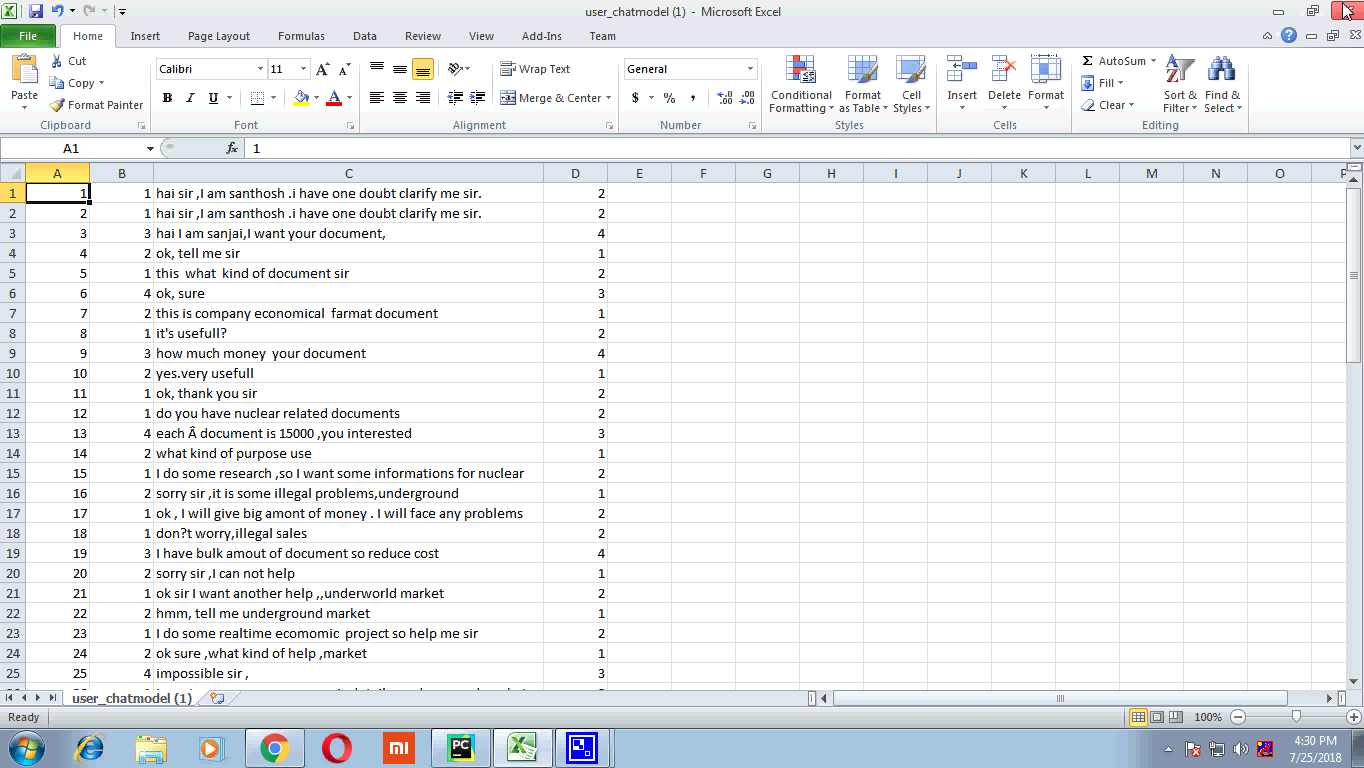 user_chatmodel (1) - Microsoft Excel
File Home Insert Page Layout Formulas Data Review View Add-Ins Team
Paste Cut Copy Format Painter Clipboard
Calibri 11 A A B I U A Font
Wrap Text Merge & Center Alignment
General $ % , Number
Conditional Formatting Format as Table Cell Styles Styles
Insert Delete Format Cells
Σ AutoSum Fill Clear Sort & Filter Find & Select Editing
A1 fx 1
A B C D E F G H I J K L M N O P
1 1 1 hai sir ,I am santhosh .i have one doubt clarify me sir. 2
2 2 1 hai sir ,I am santhosh .i have one doubt clarify me sir. 2
3 3 3 hai I am sanjai,I want your document, 4
4 4 2 ok, tell me sir 1
5 5 1 this  what  kind of document sir 2
6 6 4 ok, sure 3
7 7 2 this is company economical  farmat document 1
8 8 1 it's usefull? 2
9 9 3 how much money  your document 4
10 10 2 yes.very usefull 1
11 11 1 ok, thank you sir 2
12 12 1 do you have nuclear related documents 2
13 13 4 each Â document is 15000 ,you interested 3
14 14 2 what kind of purpose use 1
15 15 1 I do some research ,so I want some informations for nuclear 2
16 16 2 sorry sir ,it is some illegal problems,underground 1
17 17 1 ok , I will give big amont of money . I will face any problems 2
18 18 1 don?t worry,illegal sales 2
19 19 3 I have bulk amout of document so reduce cost 4
20 20 2 sorry sir ,I can not help 1
21 21 1 ok sir I want another help ,,underworld market 2
22 22 2 hmm, tell me underground market 1
23 23 1 I do some realtime ecomomic  project so help me sir 2
24 24 2 ok sure ,what kind of help ,market 1
25 25 4 impossible sir , 3
user_chatmodel (1)
Ready 100%
mi PC
4:30 PM
7/25/2018